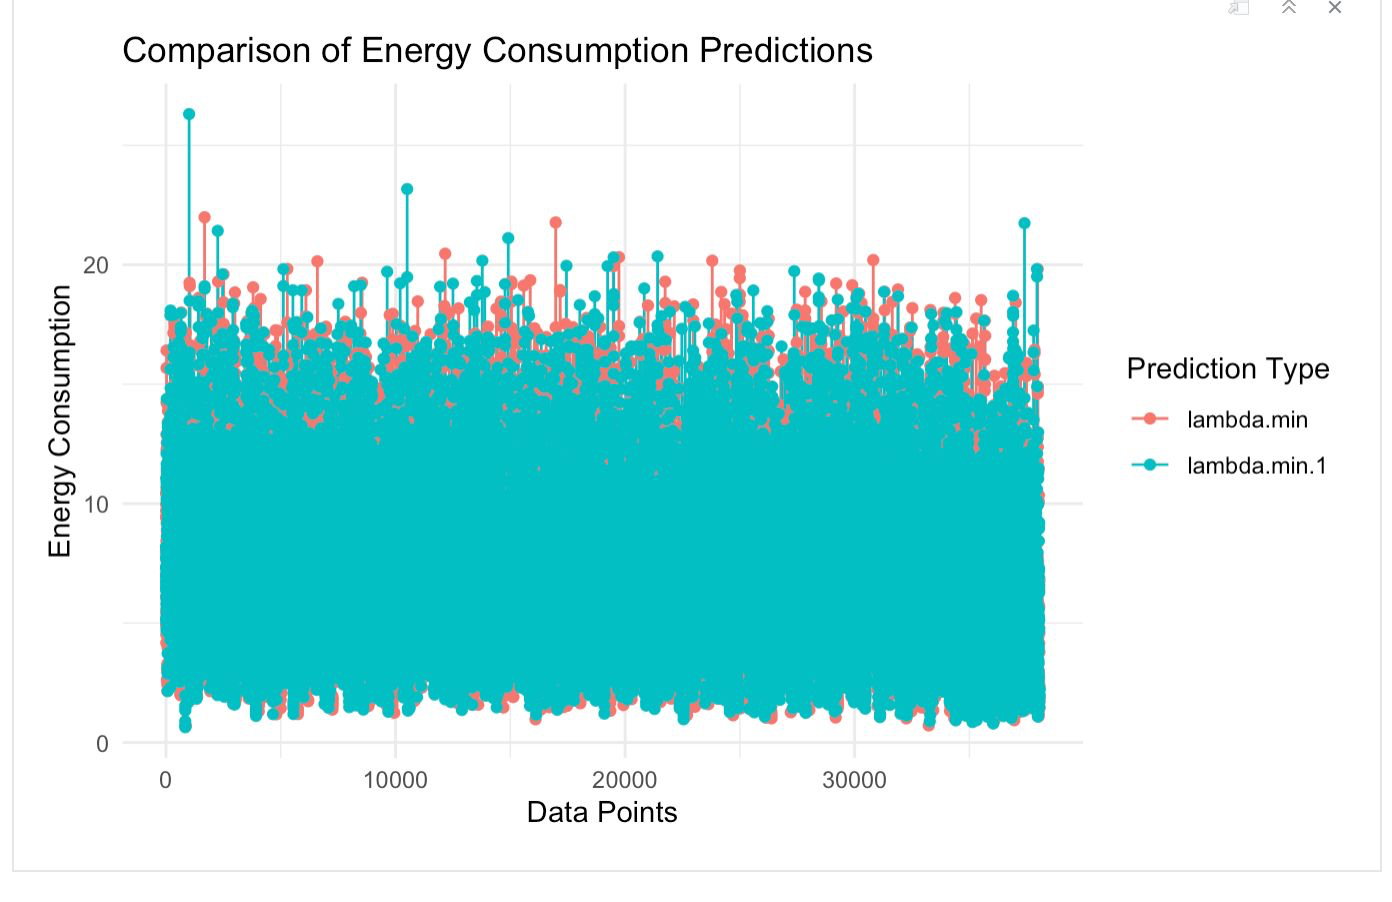 Comparison of Energy Consumption Predictions
Energy Consumption
20
10
0
0 10000 20000 30000
Data Points
Prediction Type
lambda.min
lambda.min.1